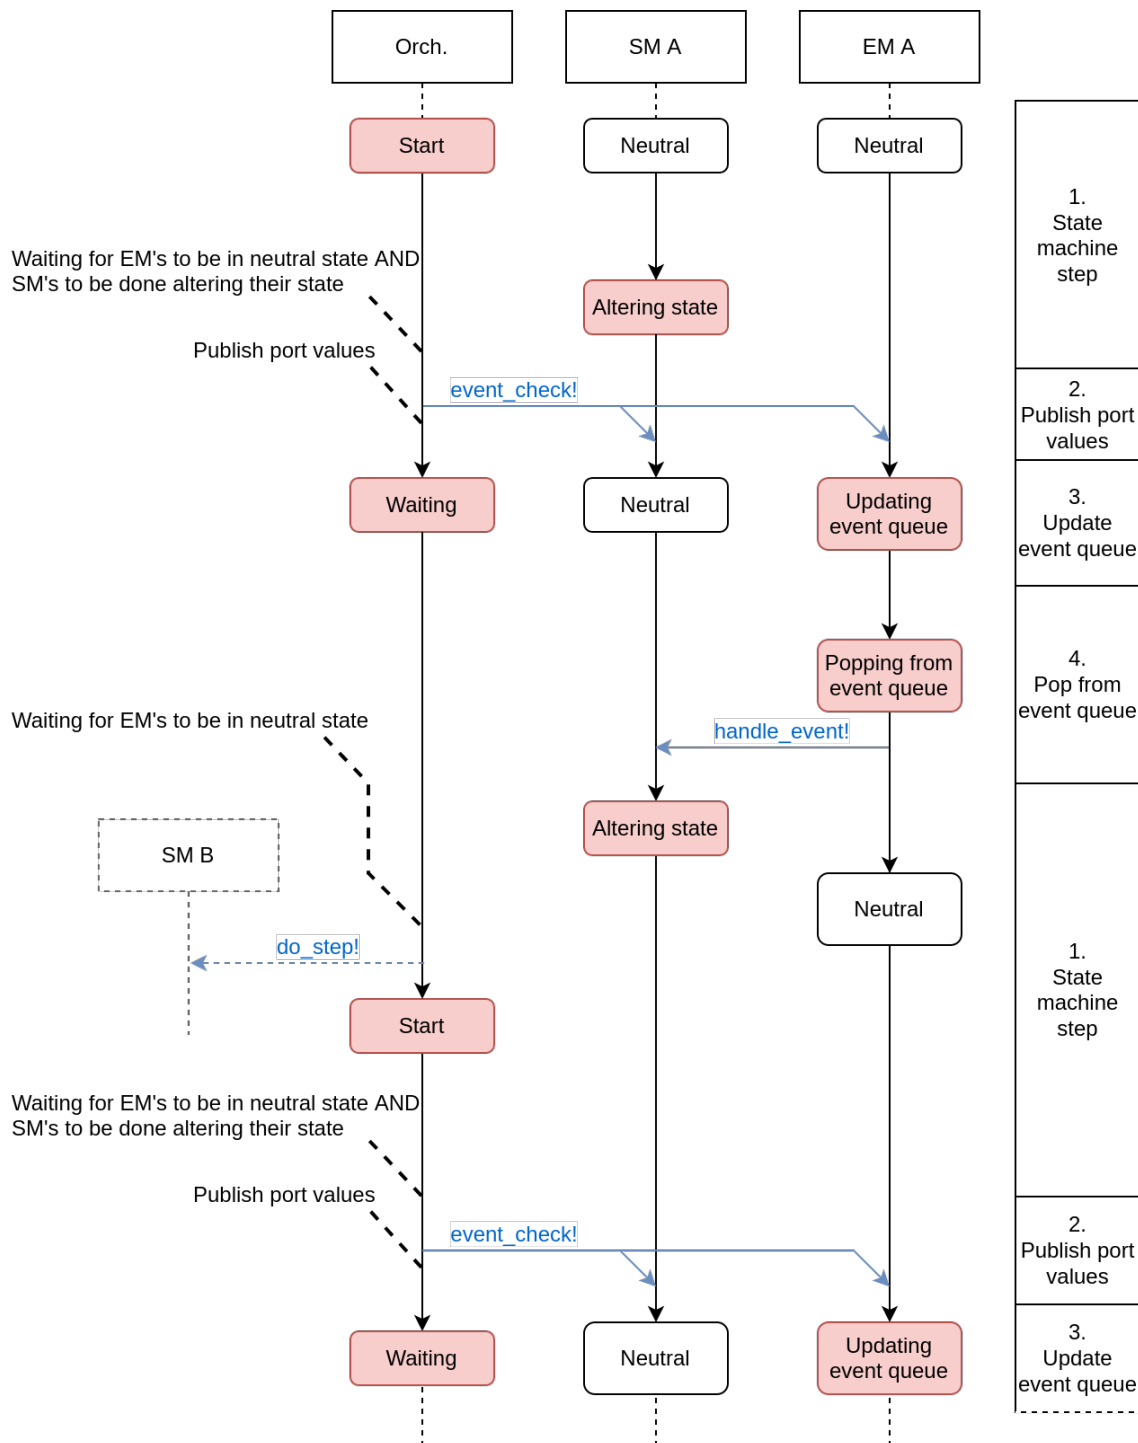 Orch.
SM A
EM A
Start
Neutral
Neutral
1.
State
machine
step
Waiting for EM's to be in neutral state AND
SM's to be done altering their state
Altering state
Publish port values
event_check!
2.
Publish port
values
Waiting
Neutral
Updating
event queue
3.
Update
event queue
Popping from
event queue
4.
Pop from
event queue
Waiting for EM's to be in neutral state
handle_event!
Altering state
SM B
Neutral
do_step!
1.
State
machine
step
Start
Waiting for EM's to be in neutral state AND
SM's to be done altering their state
Publish port values
event_check!
2.
Publish port
values
Waiting
Neutral
Updating
event queue
3.
Update
event queue